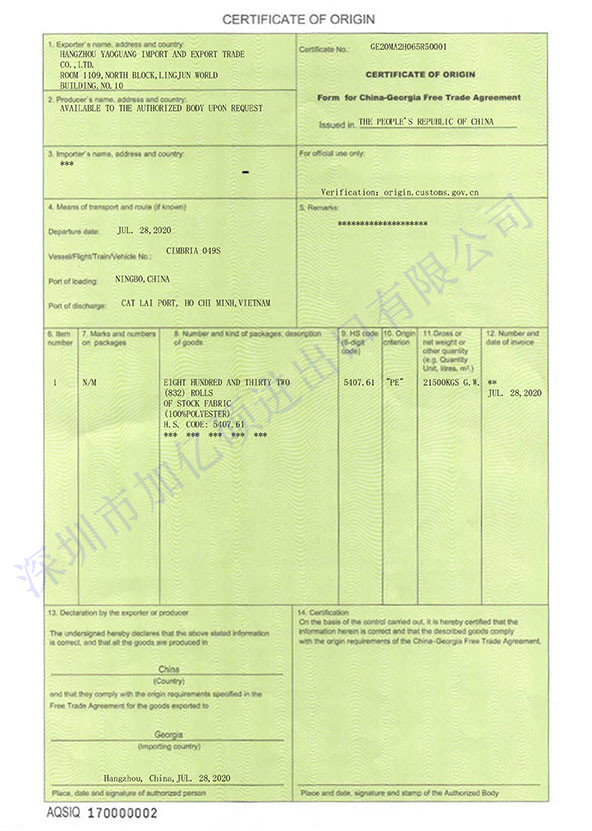 CERTIFICATE OF ORIGIN
1. Exporter's name, address and country:
HANGZHOU YAOGUANG IMPORT AND EXPORT TRADE
CO.,LTD.
ROOM 1109,NORTH BLOCK,LINGJUN WORLD
BUILDING,NO.10
Certificate No.: GE20MA2H065R50001
CERTIFICATE OF ORIGIN
Form for China-Georgia Free Trade Agreement
Issued in THE PEOPLE'S REPUBLIC OF CHINA
2. Producer's name, address and country:
AVAILABLE TO THE AUTHORIZED BODY UPON REQUEST
3. Importer's name, address and country:
***
For official use only:
Verification: origin.customs.gov.cn
4. Means of transport and route (if known)
Departure date: JUL. 28,2020
Vessel/Flight/Train/Vehicle No.: CIMBRIA 049S
Port of loading: NINGBO,CHINA
Port of discharge: CAT LAI PORT, HO CHI MINH,VIETNAM
5. Remarks:
********************
6. Item
number
7. Marks and numbers
on packages
8. Number and kind of packages; description
of goods
9. HS code
(6-digit
code)
10. Origin
criterion
11.Gross or
net weight or
other quantity
(e.g. Quantity
Unit, litres, m³.)
12. Number and
date of invoice
1
N/M
EIGHT HUNDRED AND THIRTY TWO
(832) ROLLS
OF STOCK FABRIC
(100%POLYESTER)
H.S. CODE: 5407.61
*** *** *** *** ***
5407.61
"PE"
21500KGS G.W.
**
JUL. 28,2020
深圳市加亿顺进出口有限公司
13. Declaration by the exporter or producer
The undersigned hereby declares that the above stated information
is correct, and that all the goods are produced in
China
(Country)
and that they comply with the origin requirements specified in the
Free Trade Agreement for the goods exported to
Georgia
(Importing country)
Hangzhou, China,JUL. 28,2020
Place, date and signature of authorized person
14. Certification
On the basis of the control carried out, it is hereby certified that the
information herein is correct and that the described goods comply
with the origin requirements of the China-Georgia Free Trade Agreement.
Place and date, signature and stamp of the Authorized Body
AQSIQ 170000002